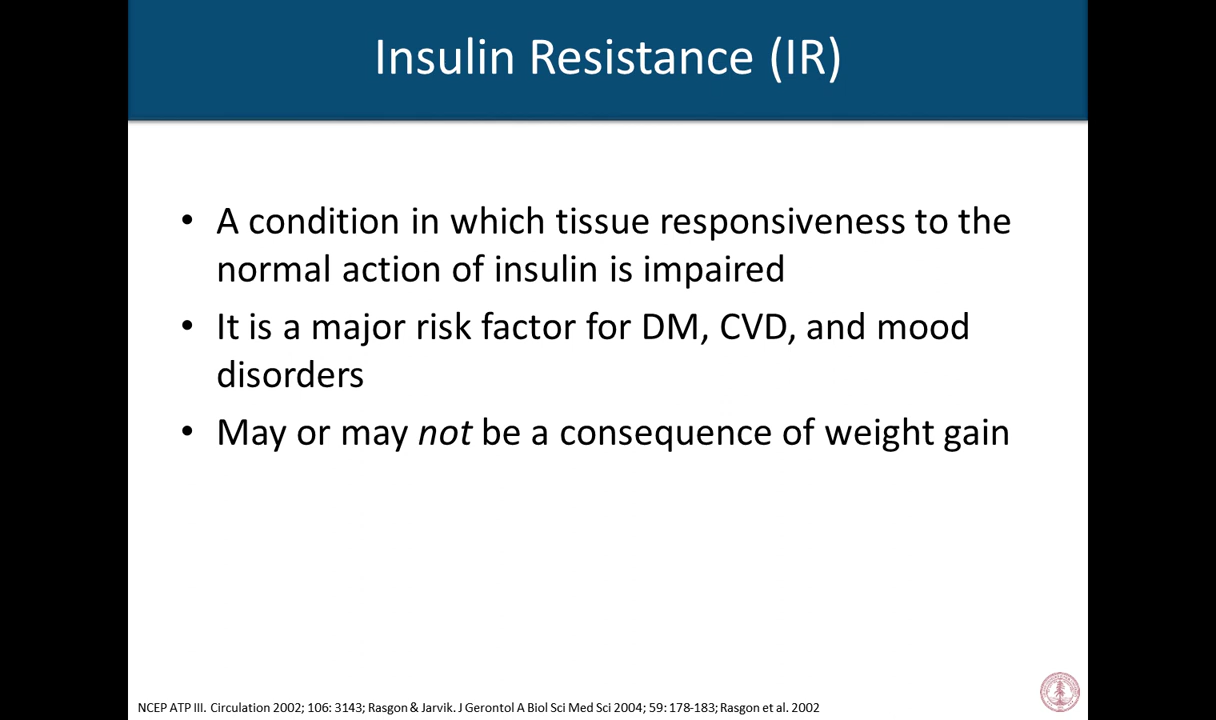 Insulin Resistance (IR)
• A condition in which tissue responsiveness to the
normal action of insulin is impaired
• It is a major risk factor for DM, CVD, and mood
disorders
• May or may not be a consequence of weight gain
NCEP ATP III. Circulation 2002; 106: 3143; Rasgon & Jarvik. J Gerontol A Biol Sci Med Sci 2004; 59: 178-183; Rasgon et al. 2002